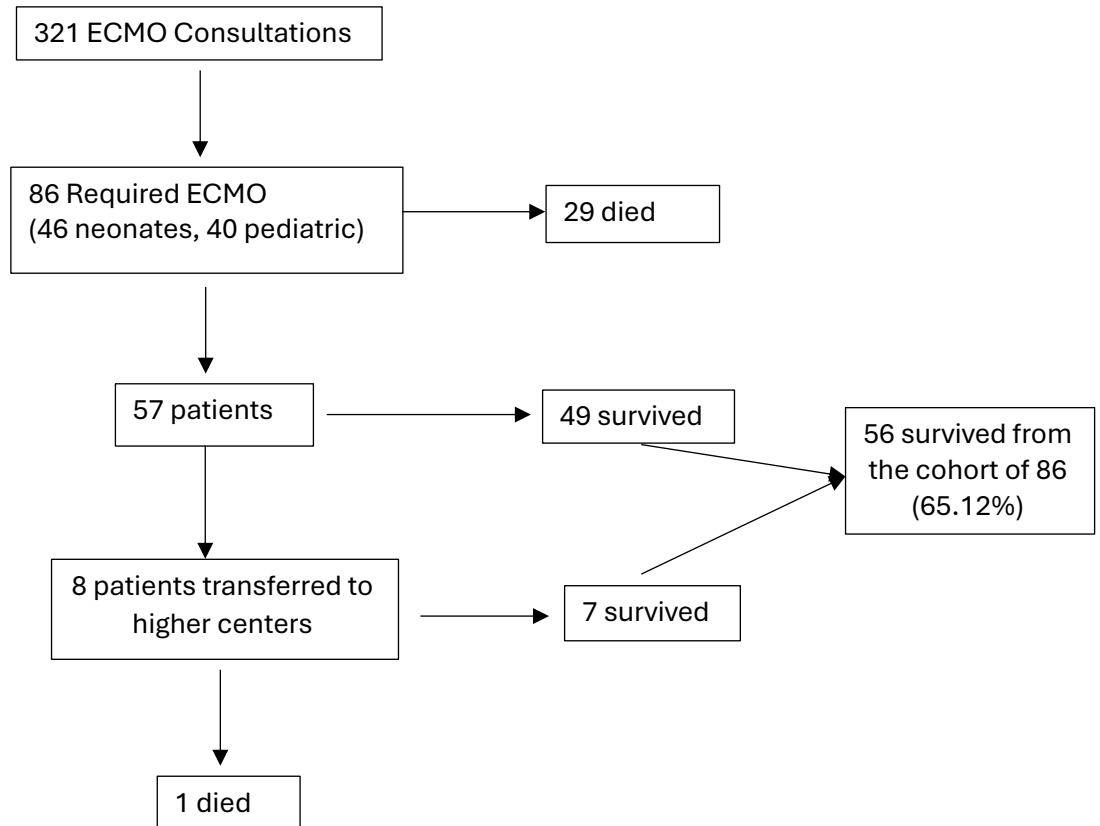 321 ECMO Consultations
86 Required ECMO
(46 neonates, 40 pediatric)
29 died
57 patients
49 survived
56 survived from
the cohort of 86
(65.12%)
8 patients transferred to
higher centers
7 survived
1 died